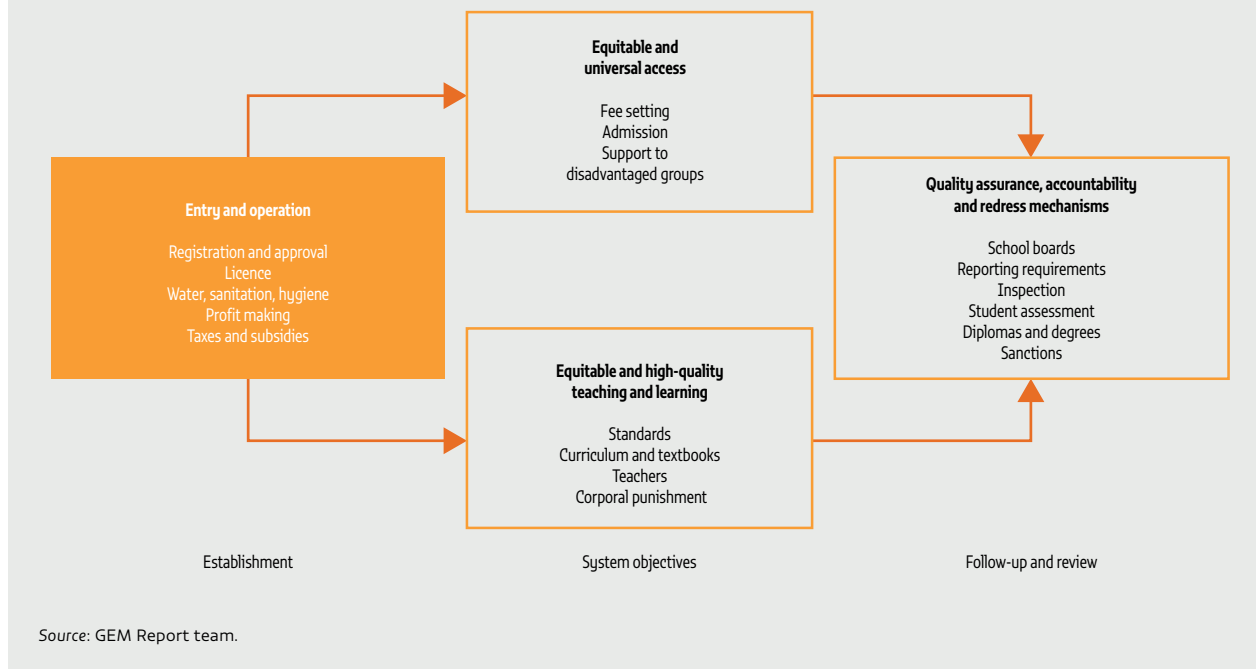 Equitable and
universal access
Fee setting
Admission
Support to
disadvantaged groups
Entry and operation
Registration and approval
Licence
Water, sanitation, hygiene
Profit making
Taxes and subsidies
Quality assurance, accountability
and redress mechanisms
School boards
Reporting requirements
Inspection
Student assessment
Diplomas and degrees
Sanctions
Equitable and high-quality
teaching and learning
Standards
Curriculum and textbooks
Teachers
Corporal punishment
Establishment
System objectives
Follow-up and review
Source: GEM Report team.